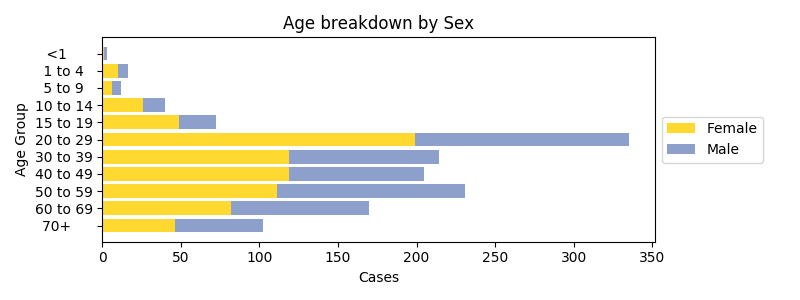 Age breakdown by Sex
Age Group
<1
1 to 4
5 to 9
10 to 14
15 to 19
20 to 29
30 to 39
40 to 49
50 to 59
60 to 69
70+
0 50 100 150 200 250 300 350
Cases
Female
Male